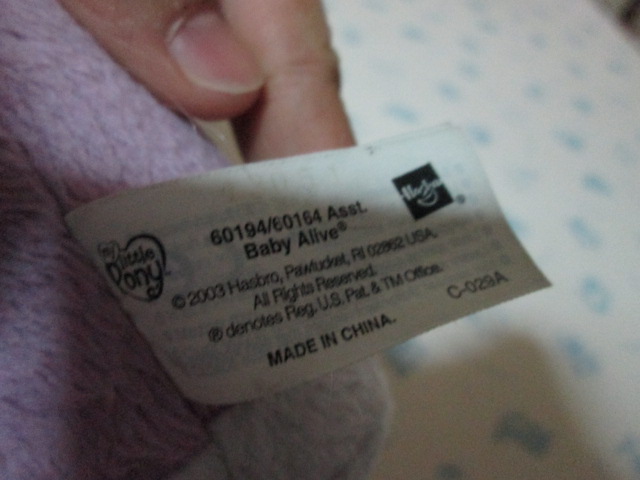 my
little
Pony
Hasbro
®
60194/60164 Asst.
Baby Alive®
© 2003 Hasbro, Pawtucket, RI 02862 USA.
All Rights Reserved.
® denotes Reg. U.S. Pat. & TM Office.
C-029A
MADE IN CHINA.